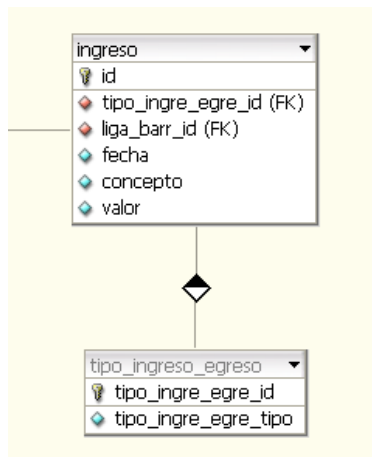 ingreso
id
tipo_ingre_egre_id (FK)
liga_barr_id (FK)
fecha
concepto
valor
tipo_ingreso_egreso
tipo_ingre_egre_id
tipo_ingre_egre_tipo